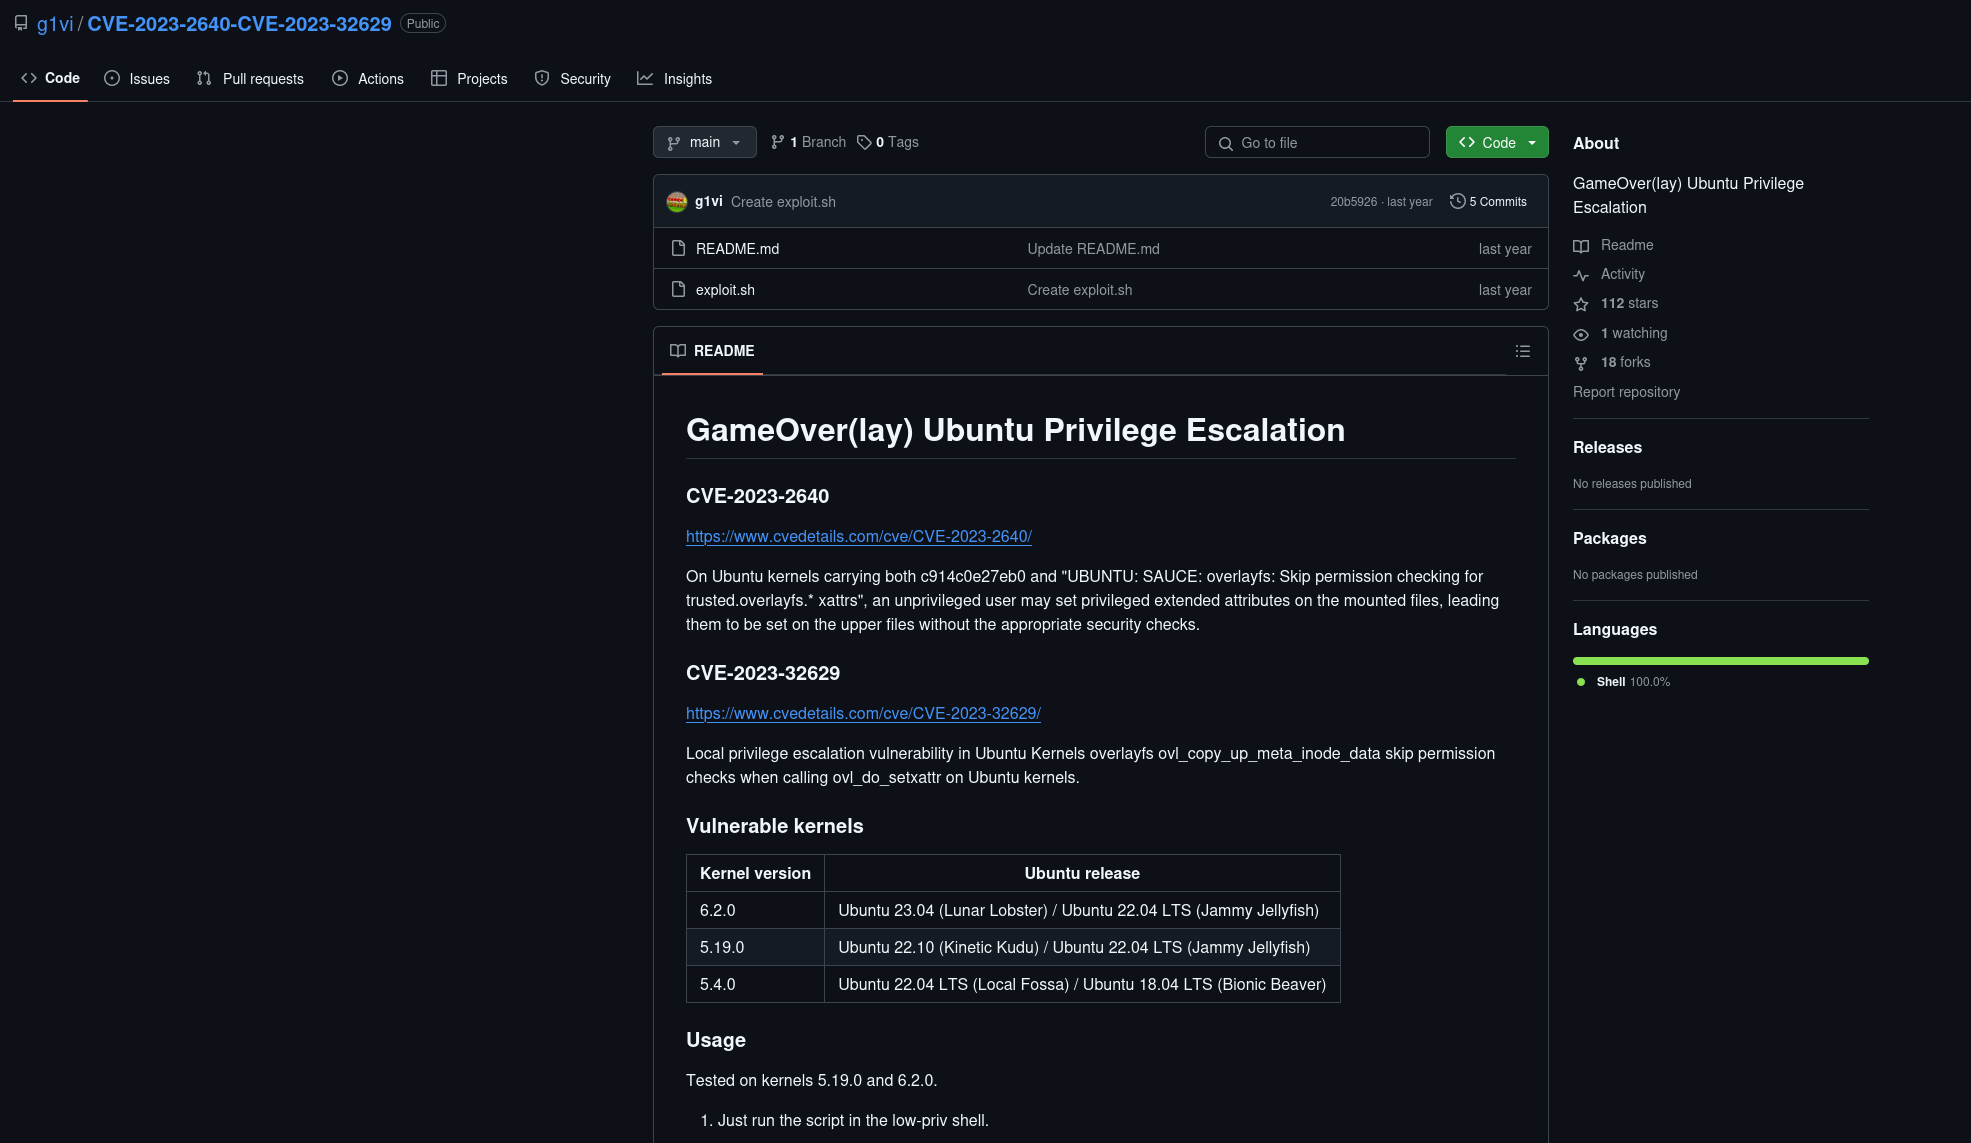 g1vi / CVE-2023-2640-CVE-2023-32629 Public
Code Issues Pull requests Actions Projects Security Insights
main 1 Branch 0 Tags Go to file Code
g1vi Create exploit.sh 20b5926 · last year 5 Commits
README.md Update README.md last year
exploit.sh Create exploit.sh last year
README
GameOver(lay) Ubuntu Privilege Escalation
CVE-2023-2640
https://www.cvedetails.com/cve/CVE-2023-2640/
On Ubuntu kernels carrying both c914c0e27eb0 and "UBUNTU: SAUCE: overlayfs: Skip permission checking for
trusted.overlayfs.* xattrs", an unprivileged user may set privileged extended attributes on the mounted files, leading
them to be set on the upper files without the appropriate security checks.
CVE-2023-32629
https://www.cvedetails.com/cve/CVE-2023-32629/
Local privilege escalation vulnerability in Ubuntu Kernels overlayfs ovl_copy_up_meta_inode_data skip permission
checks when calling ovl_do_setxattr on Ubuntu kernels.
Vulnerable kernels
Kernel version Ubuntu release
6.2.0 Ubuntu 23.04 (Lunar Lobster) / Ubuntu 22.04 LTS (Jammy Jellyfish)
5.19.0 Ubuntu 22.10 (Kinetic Kudu) / Ubuntu 22.04 LTS (Jammy Jellyfish)
5.4.0 Ubuntu 22.04 LTS (Local Fossa) / Ubuntu 18.04 LTS (Bionic Beaver)
Usage
Tested on kernels 5.19.0 and 6.2.0.
1. Just run the script in the low-priv shell.
About
GameOver(lay) Ubuntu Privilege
Escalation
Readme
Activity
112 stars
1 watching
18 forks
Report repository
Releases
No releases published
Packages
No packages published
Languages
Shell 100.0%